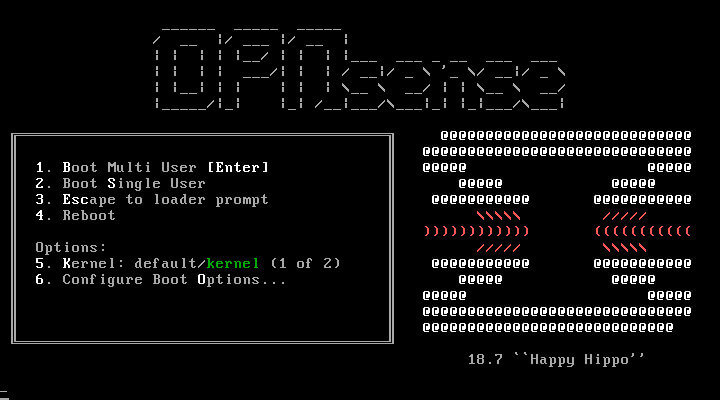 OPNsense
1. Boot Multi User [Enter]
2. Boot Single User
3. Escape to loader prompt
4. Reboot
Options:
5. Kernel: default/kernel (1 of 2)
6. Configure Boot Options...
18.7 ``Happy Hippo''